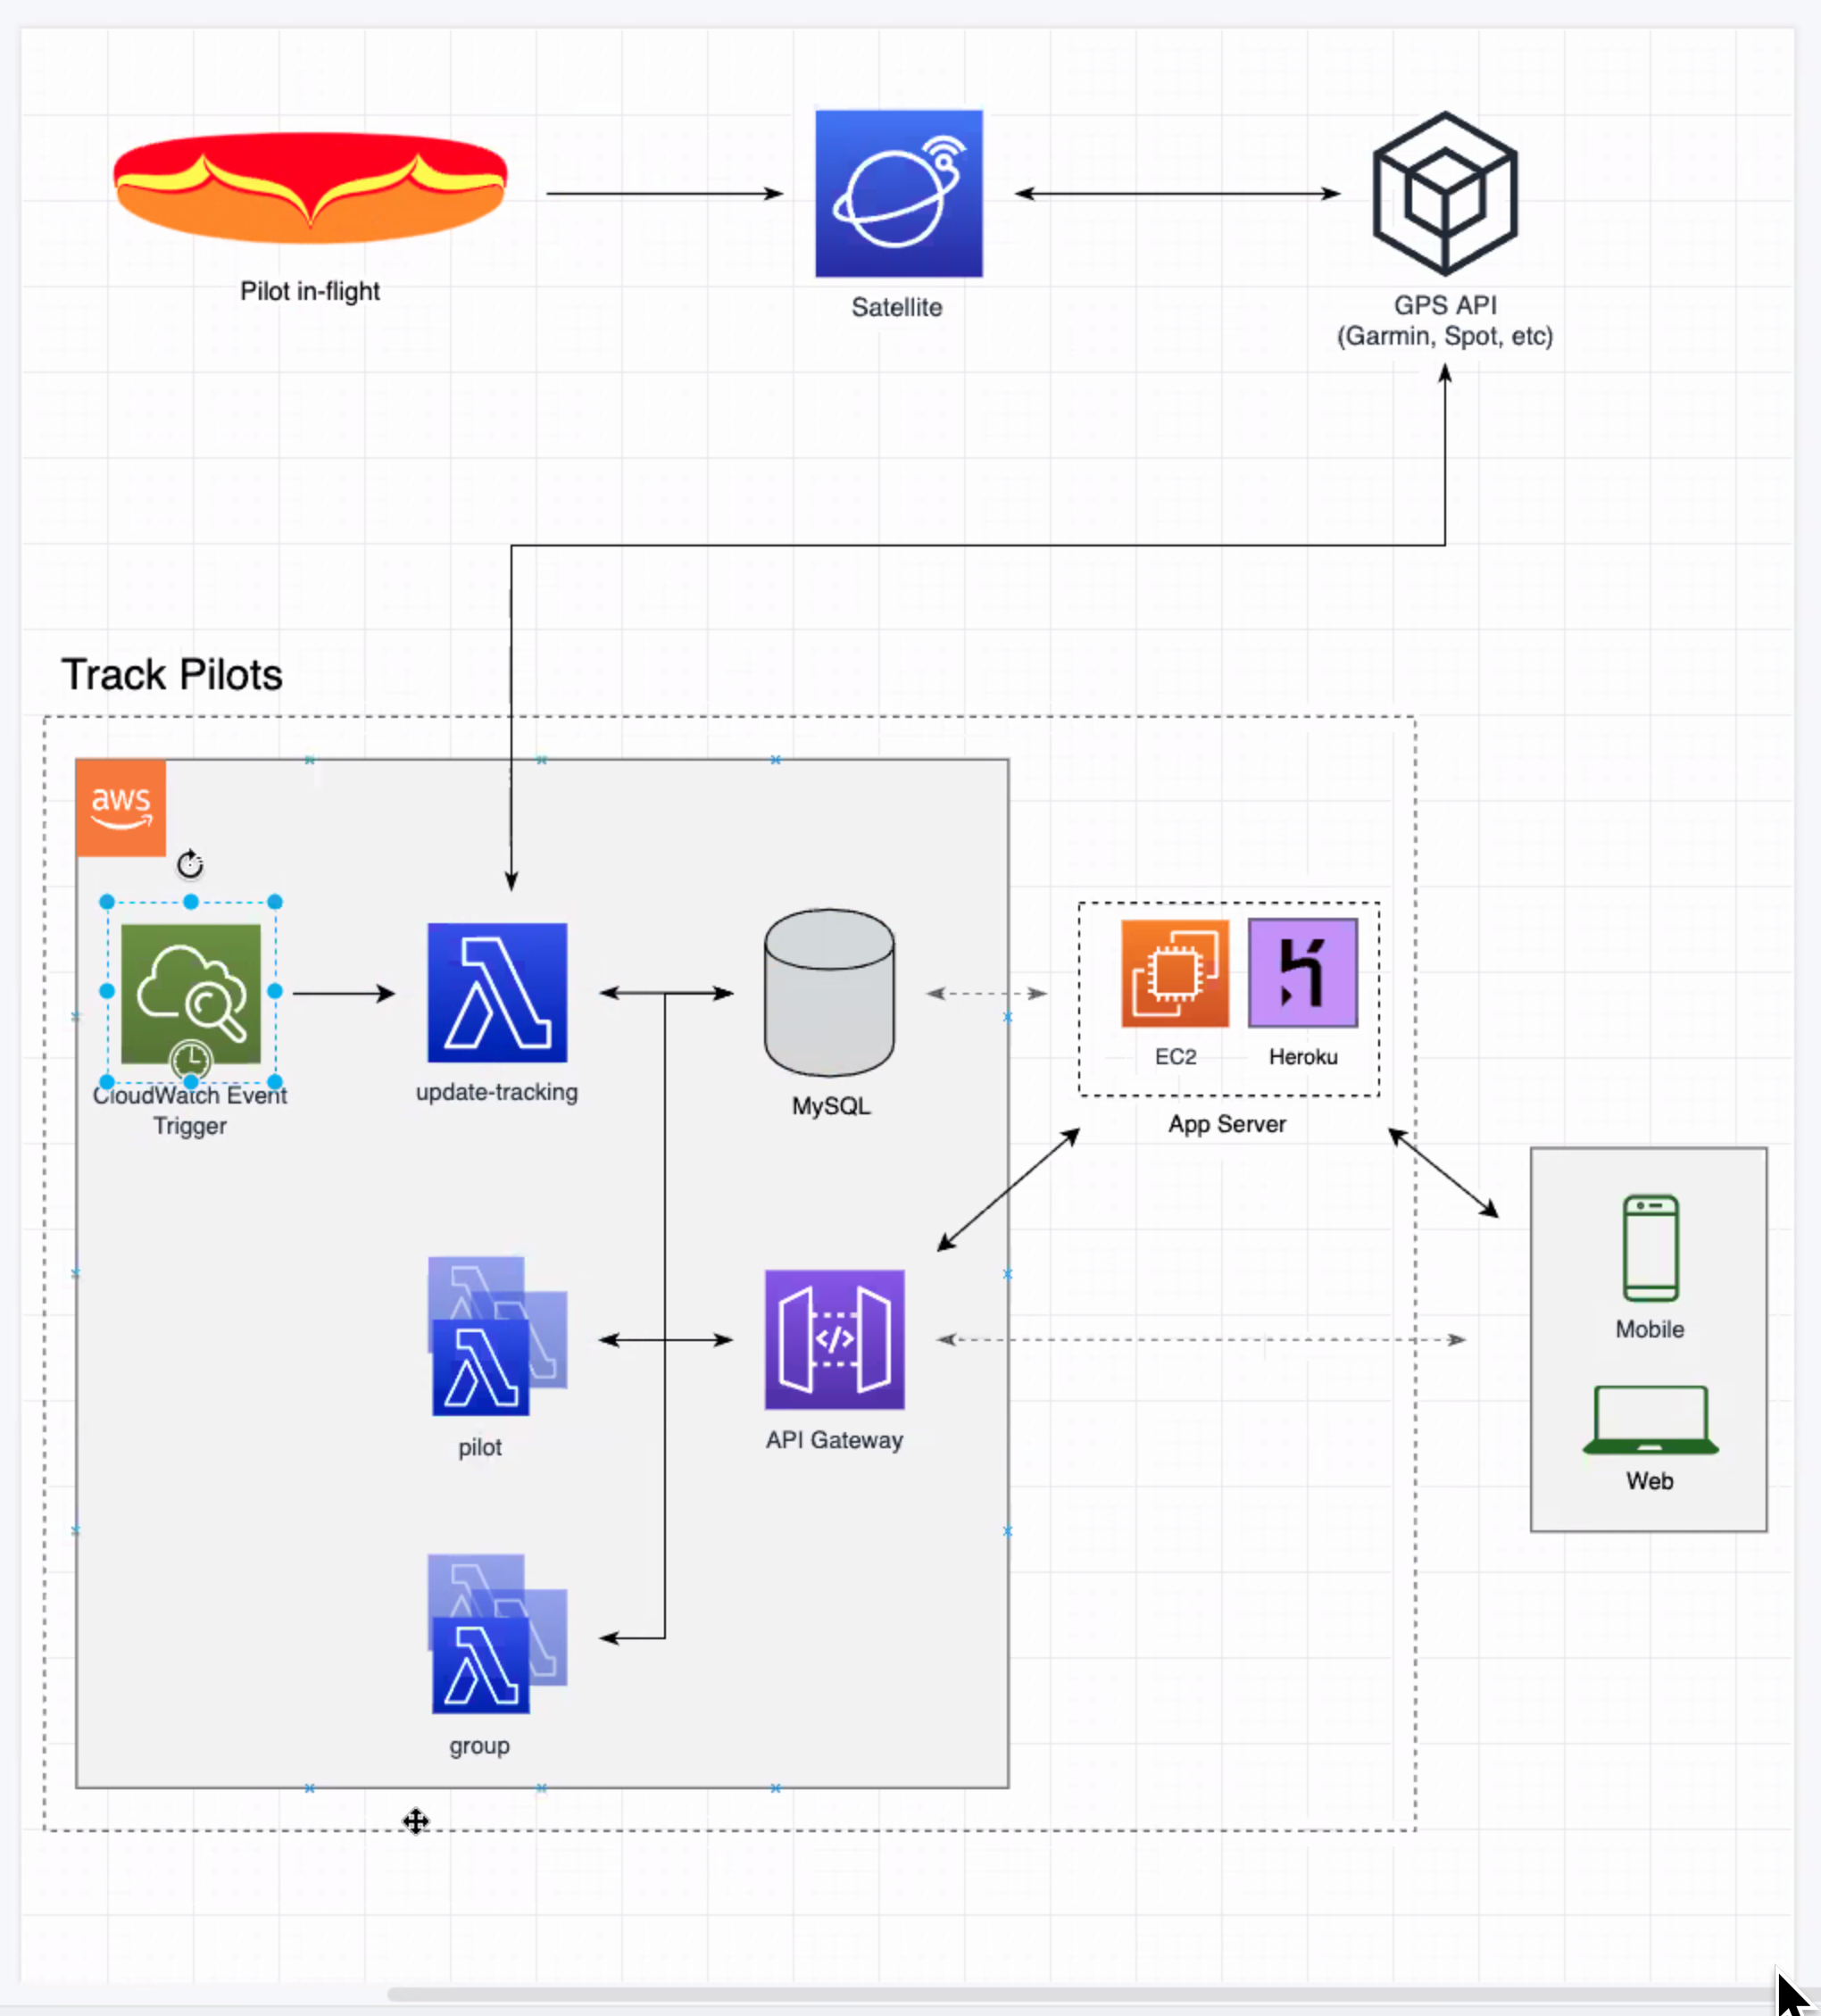 Pilot in-flight
Satellite
GPS API
(Garmin, Spot, etc)
Track Pilots
aws
CloudWatch Event
Trigger
update-tracking
MySQL
EC2
Heroku
App Server
pilot
</>
API Gateway
Mobile
Web
group